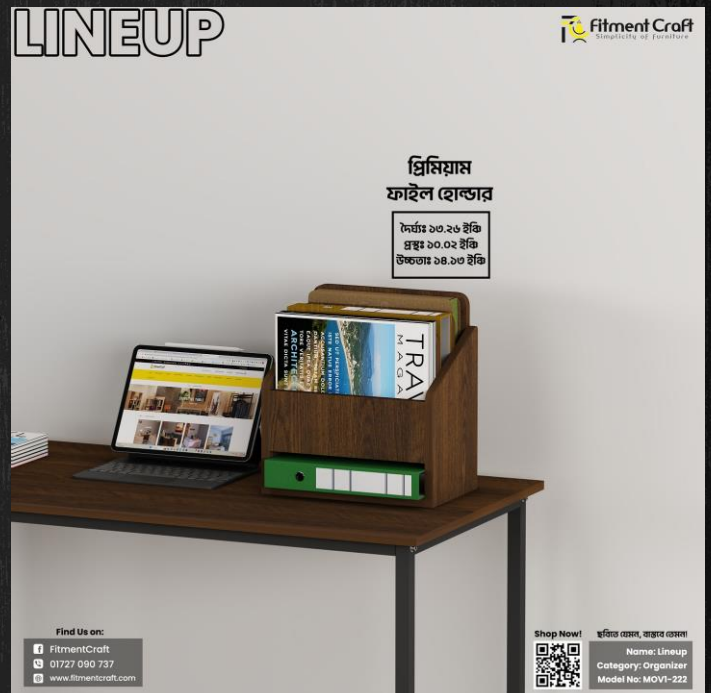 LINEUP
Fitment Craft
Simplicity of Furniture
প্রিমিয়াম
ফাইল হোল্ডার
দৈর্ঘ্যঃ ১৩.২৬ ইঞ্চি
প্রস্থঃ ১০.০২ ইঞ্চি
উচ্চতাঃ ১৪.১৩ ইঞ্চি
TRAV
MAGA
ARCHITEC
Find Us on:
FitmentCraft
01727 090 737
www.fitmentcraft.com
Shop Now!
ছবিতে যেমন, বাস্তবে তেমন!
Name: Lineup
Category: Organizer
Model No: MOV1-222